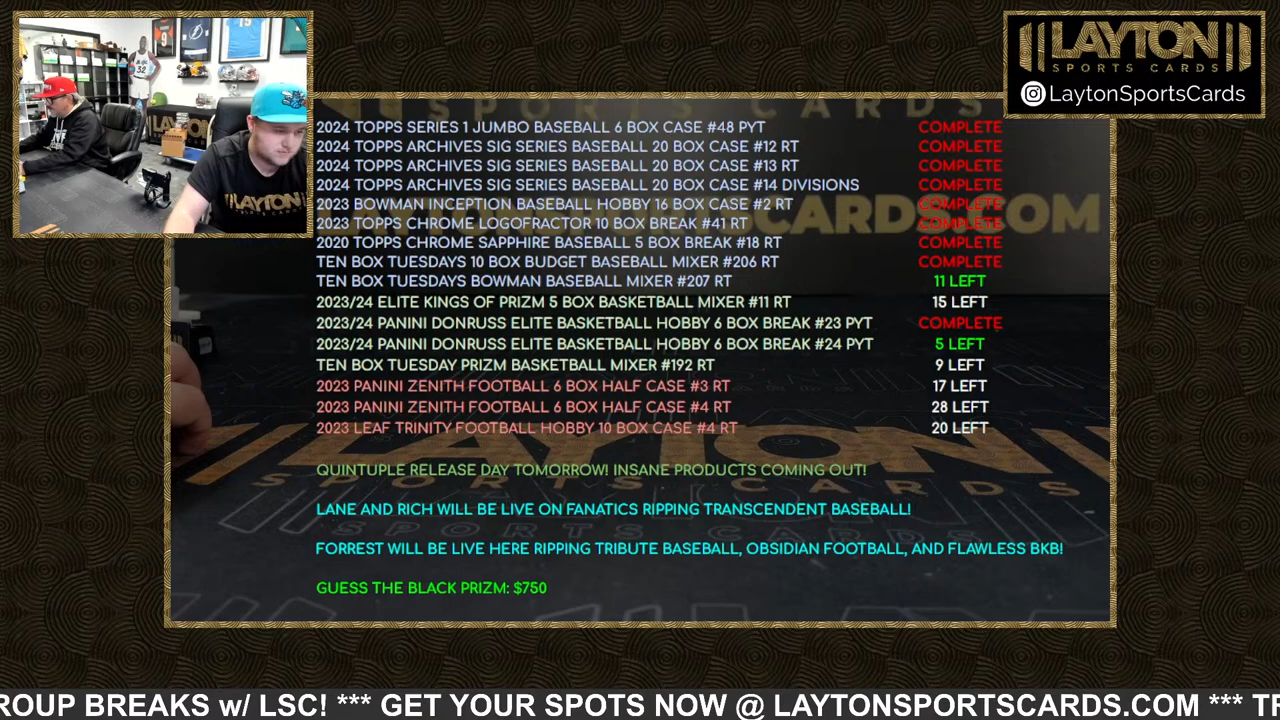 LAYTON
SPORTS CARDS
LaytonSportsCards
SPORTS CARDS
2024 TOPPS SERIES 1 JUMBO BASEBALL 6 BOX CASE #48 PYT COMPLETE
2024 TOPPS ARCHIVES SIG SERIES BASEBALL 20 BOX CASE #12 RT COMPLETE
2024 TOPPS ARCHIVES SIG SERIES BASEBALL 20 BOX CASE #13 RT COMPLETE
2024 TOPPS ARCHIVES SIG SERIES BASEBALL 20 BOX CASE #14 DIVISIONS COMPLETE
2023 BOWMAN INCEPTION BASEBALL HOBBY 16 BOX CASE #2 RT COMPLETE
2023 TOPPS CHROME LOGOFRACTOR 10 BOX BREAK #41 RT COMPLETE
2020 TOPPS CHROME SAPPHIRE BASEBALL 5 BOX BREAK #18 RT COMPLETE
TEN BOX TUESDAYS 10 BOX BUDGET BASEBALL MIXER #206 RT COMPLETE
TEN BOX TUESDAYS BOWMAN BASEBALL MIXER #207 RT 11 LEFT
2023/24 ELITE KINGS OF PRIZM 5 BOX BASKETBALL MIXER #11 RT 15 LEFT
2023/24 PANINI DONRUSS ELITE BASKETBALL HOBBY 6 BOX BREAK #23 PYT COMPLETE
2023/24 PANINI DONRUSS ELITE BASKETBALL HOBBY 6 BOX BREAK #24 PYT 5 LEFT
TEN BOX TUESDAY PRIZM BASKETBALL MIXER #192 RT 9 LEFT
2023 PANINI ZENITH FOOTBALL 6 BOX HALF CASE #3 RT 17 LEFT
2023 PANINI ZENITH FOOTBALL 6 BOX HALF CASE #4 RT 28 LEFT
2023 LEAF TRINITY FOOTBALL HOBBY 10 BOX CASE #4 RT 20 LEFT
LAYTON
SPORTS CARDS
QUINTUPLE RELEASE DAY TOMORROW! INSANE PRODUCTS COMING OUT!
LANE AND RICH WILL BE LIVE ON FANATICS RIPPING TRANSCENDENT BASEBALL!
FORREST WILL BE LIVE HERE RIPPING TRIBUTE BASEBALL, OBSIDIAN FOOTBALL, AND FLAWLESS BKB!
GUESS THE BLACK PRIZM: $750
ROUP BREAKS w/ LSC! *** GET YOUR SPOTS NOW @ LAYTONSPORTSCARDS.COM *** T